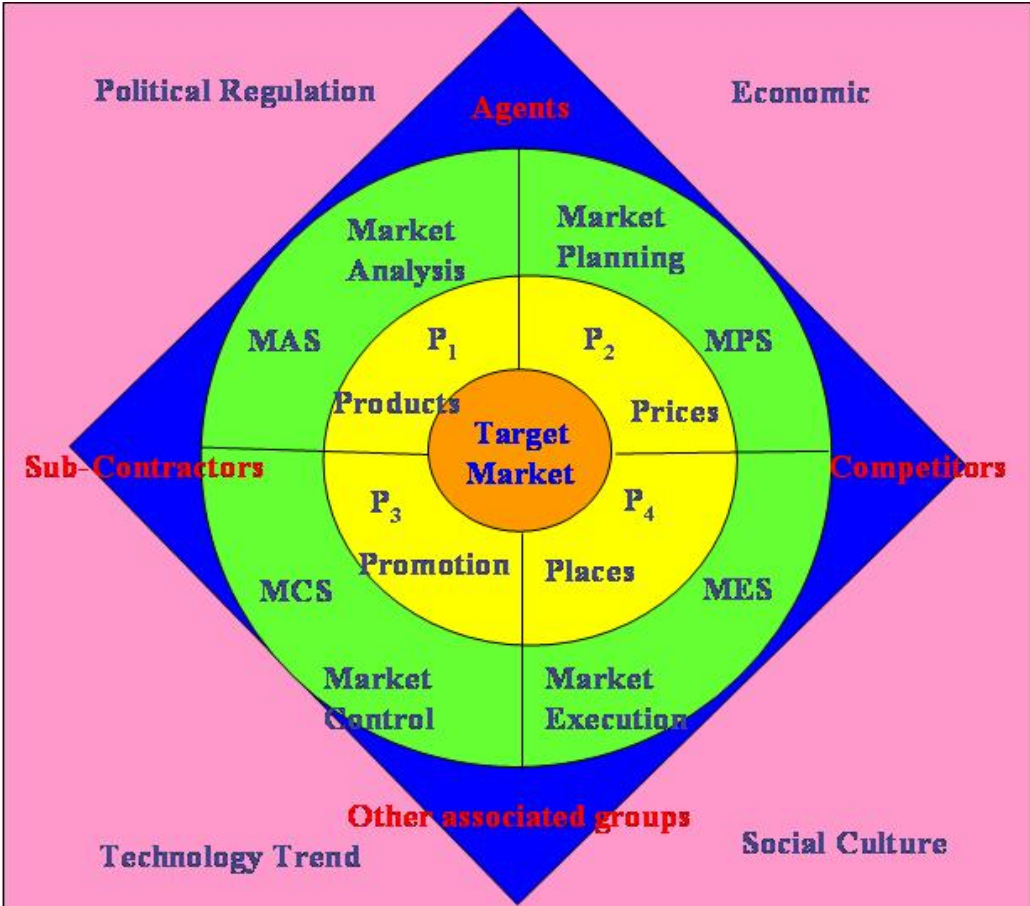 Political Regulation
Economic
Agents
Market
Analysis
Market
Planning
MAS
P1
P2
MPS
Products
Prices
Target
Market
Sub-Contractors
Competitors
P3
P4
Promotion
Places
MCS
MES
Market
Control
Market
Execution
Other associated groups
Technology Trend
Social Culture